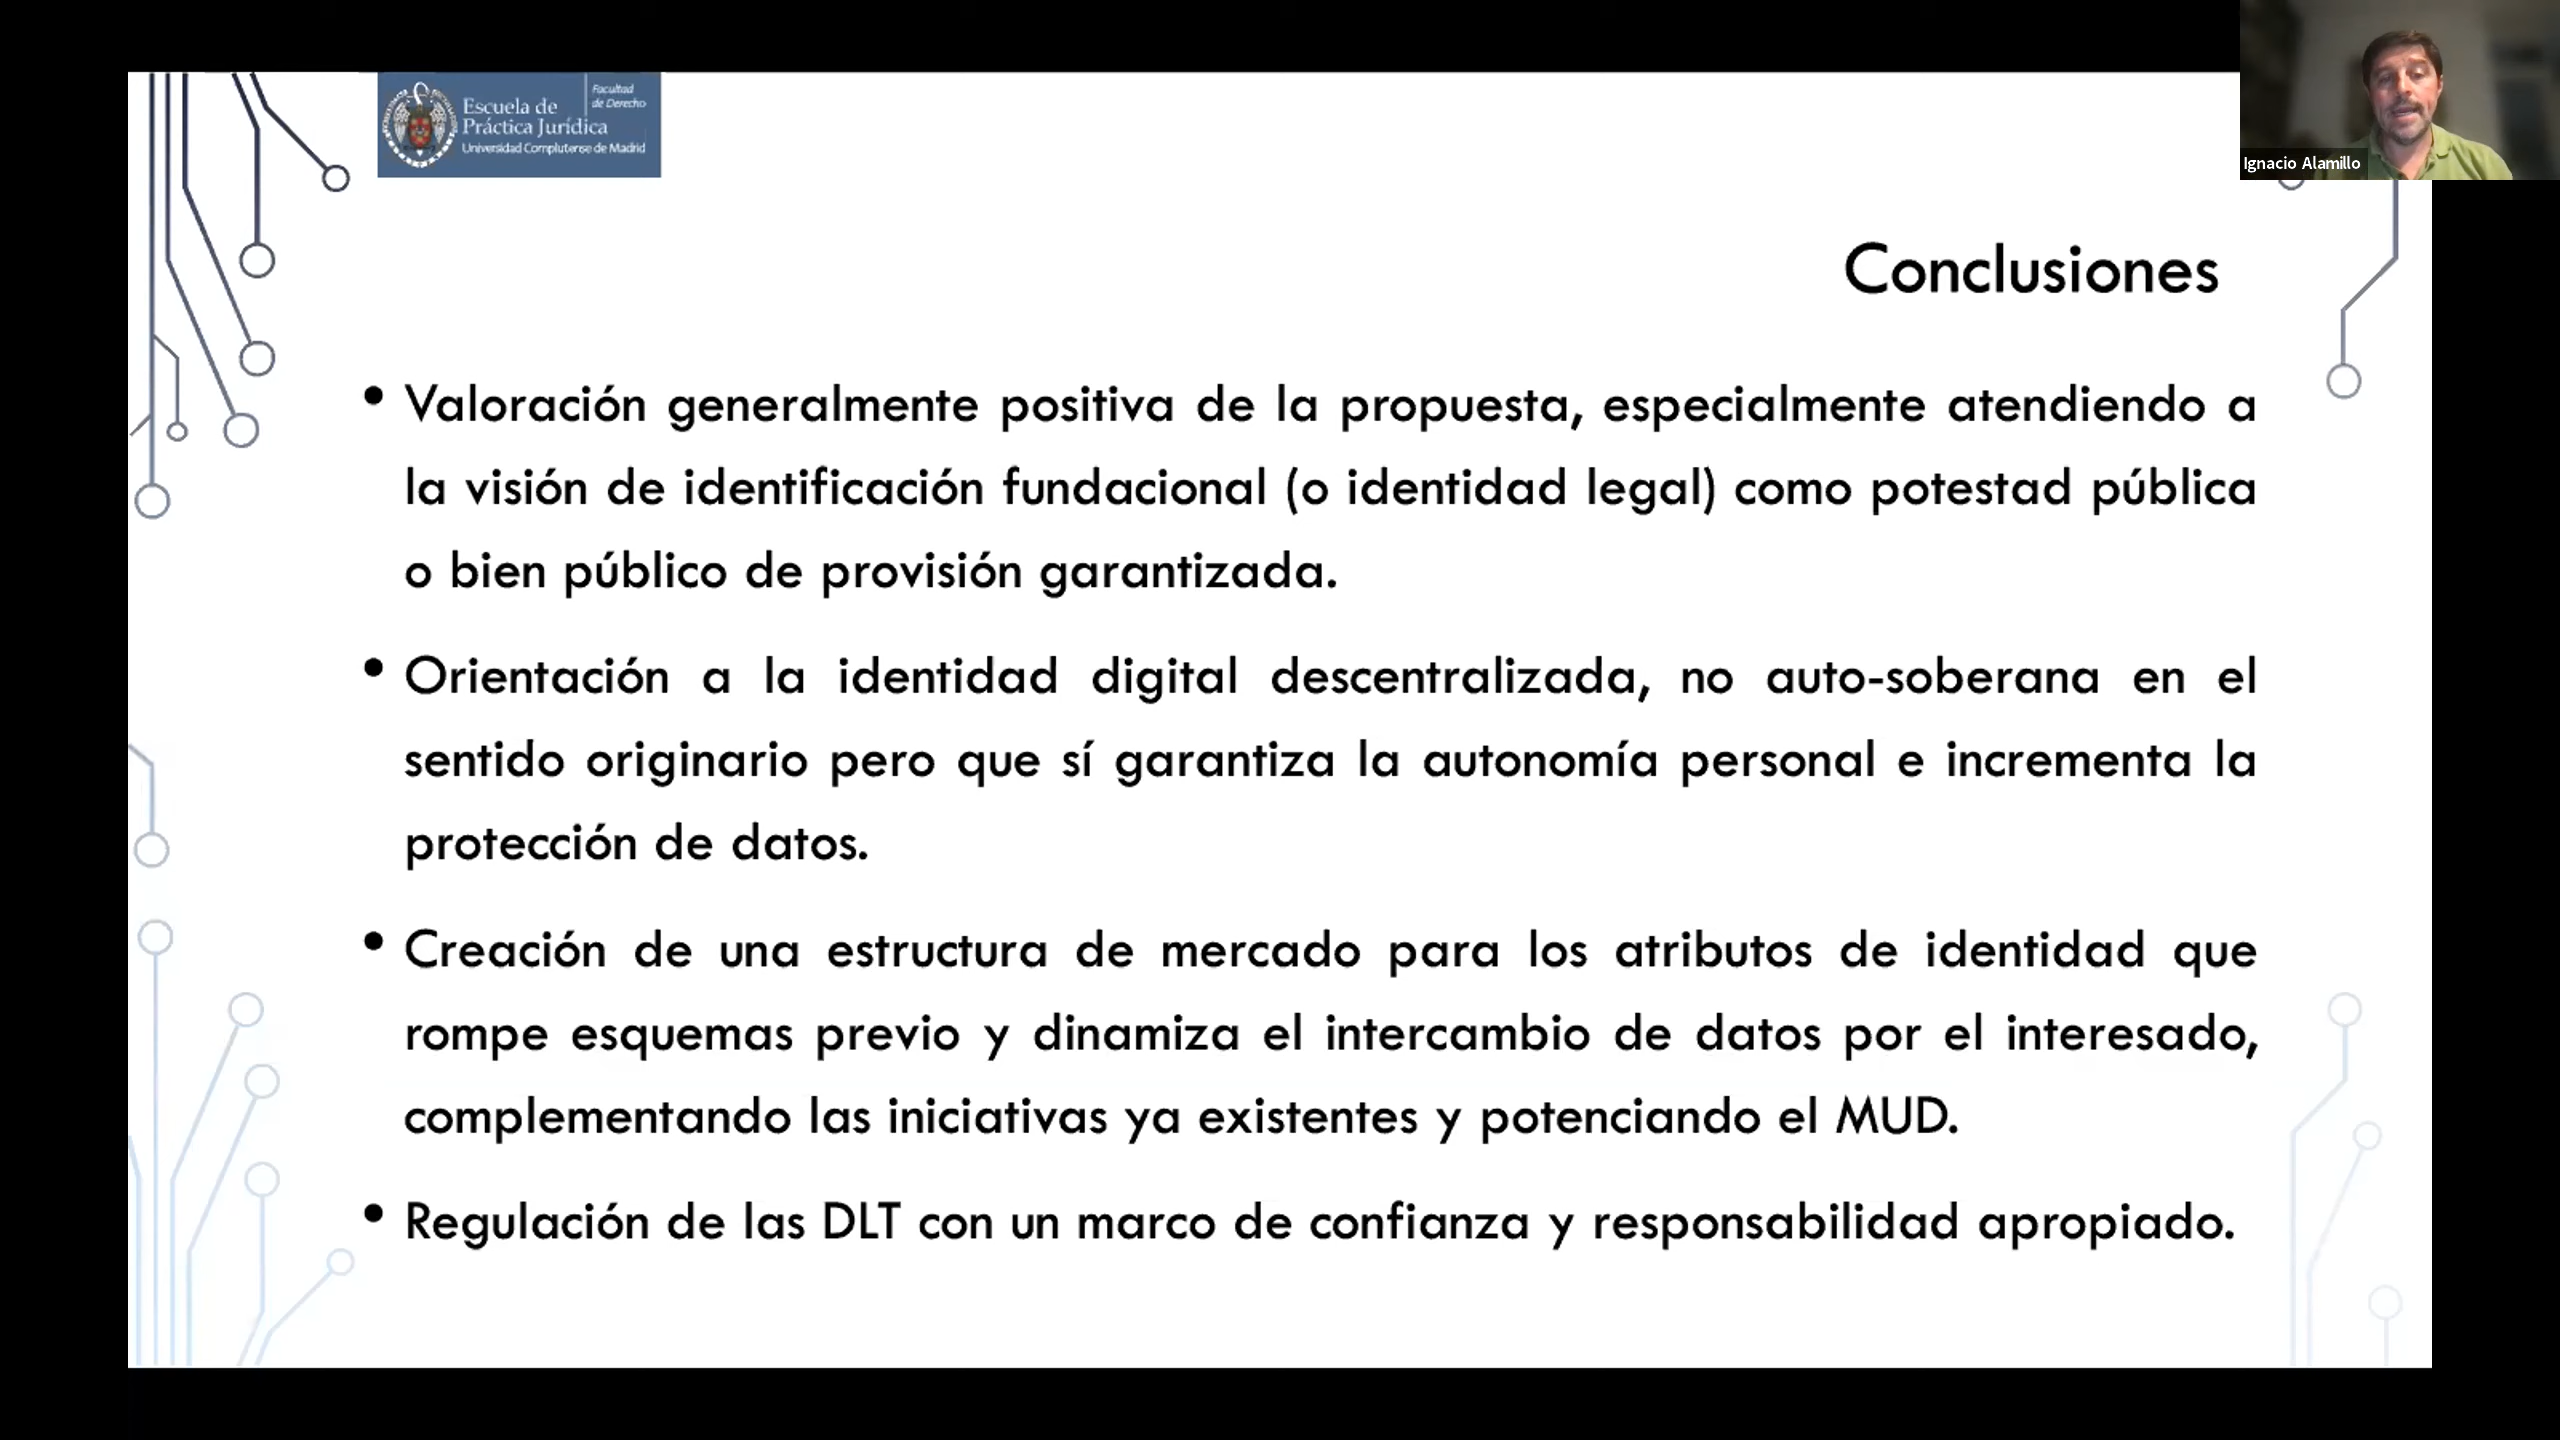 Facultad
de Derecho
Escuela de
Práctica Jurídica
Universidad Complutense de Madrid
Ignacio Alamillo
Conclusiones
• Valoración generalmente positiva de la propuesta, especialmente atendiendo a
la visión de identificación fundacional (o identidad legal) como potestad pública
o bien público de provisión garantizada.
• Orientación a la identidad digital descentralizada, no auto-soberana en el
sentido originario pero que sí garantiza la autonomía personal e incrementa la
protección de datos.
• Creación de una estructura de mercado para los atributos de identidad que
rompe esquemas previo y dinamiza el intercambio de datos por el interesado,
complementando las iniciativas ya existentes y potenciando el MUD.
• Regulación de las DLT con un marco de confianza y responsabilidad apropiado.